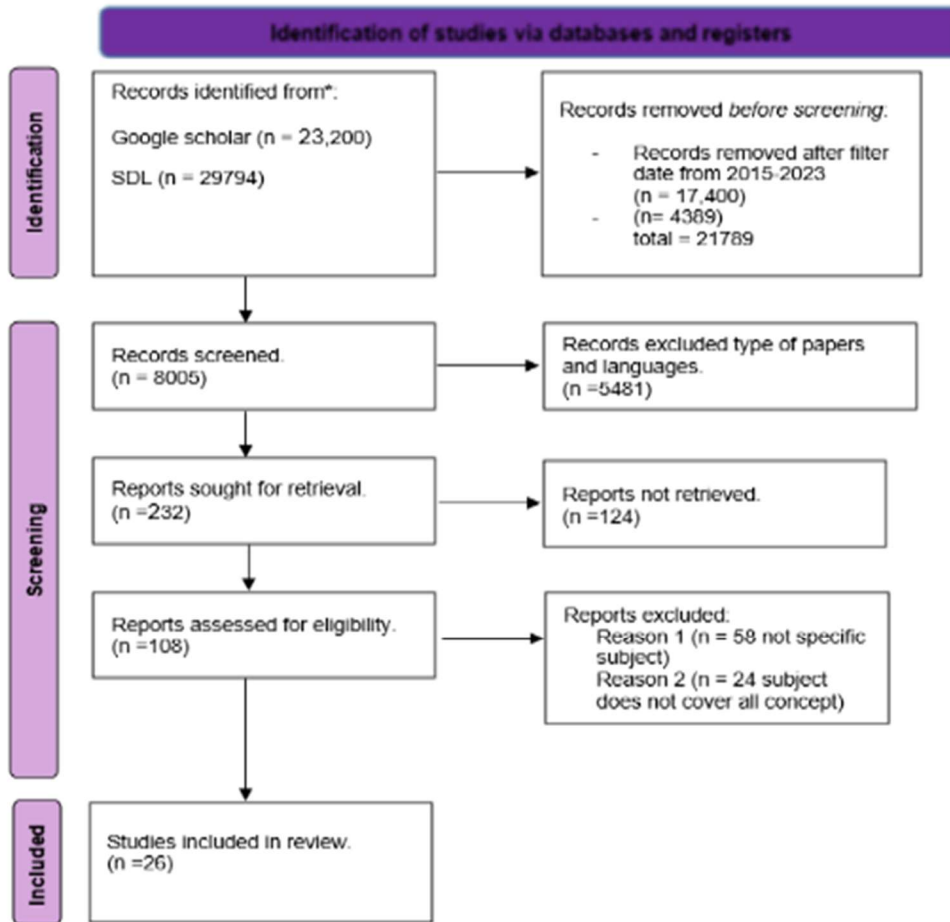 Identification of studies via databases and registers
Identification
Records identified from*:
Google scholar (n = 23,200)
SDL (n = 29794)
Records removed before screening:
- Records removed after filter
date from 2015-2023
(n = 17,400)
- (n= 4389)
total = 21789
Screening
Records screened.
(n = 8005)
Records excluded type of papers
and languages.
(n =5481)
Reports sought for retrieval.
(n =232)
Reports not retrieved.
(n =124)
Reports assessed for eligibility.
(n =108)
Reports excluded:
Reason 1 (n = 58 not specific
subject)
Reason 2 (n = 24 subject
does not cover all concept)
Included
Studies included in review.
(n =26)